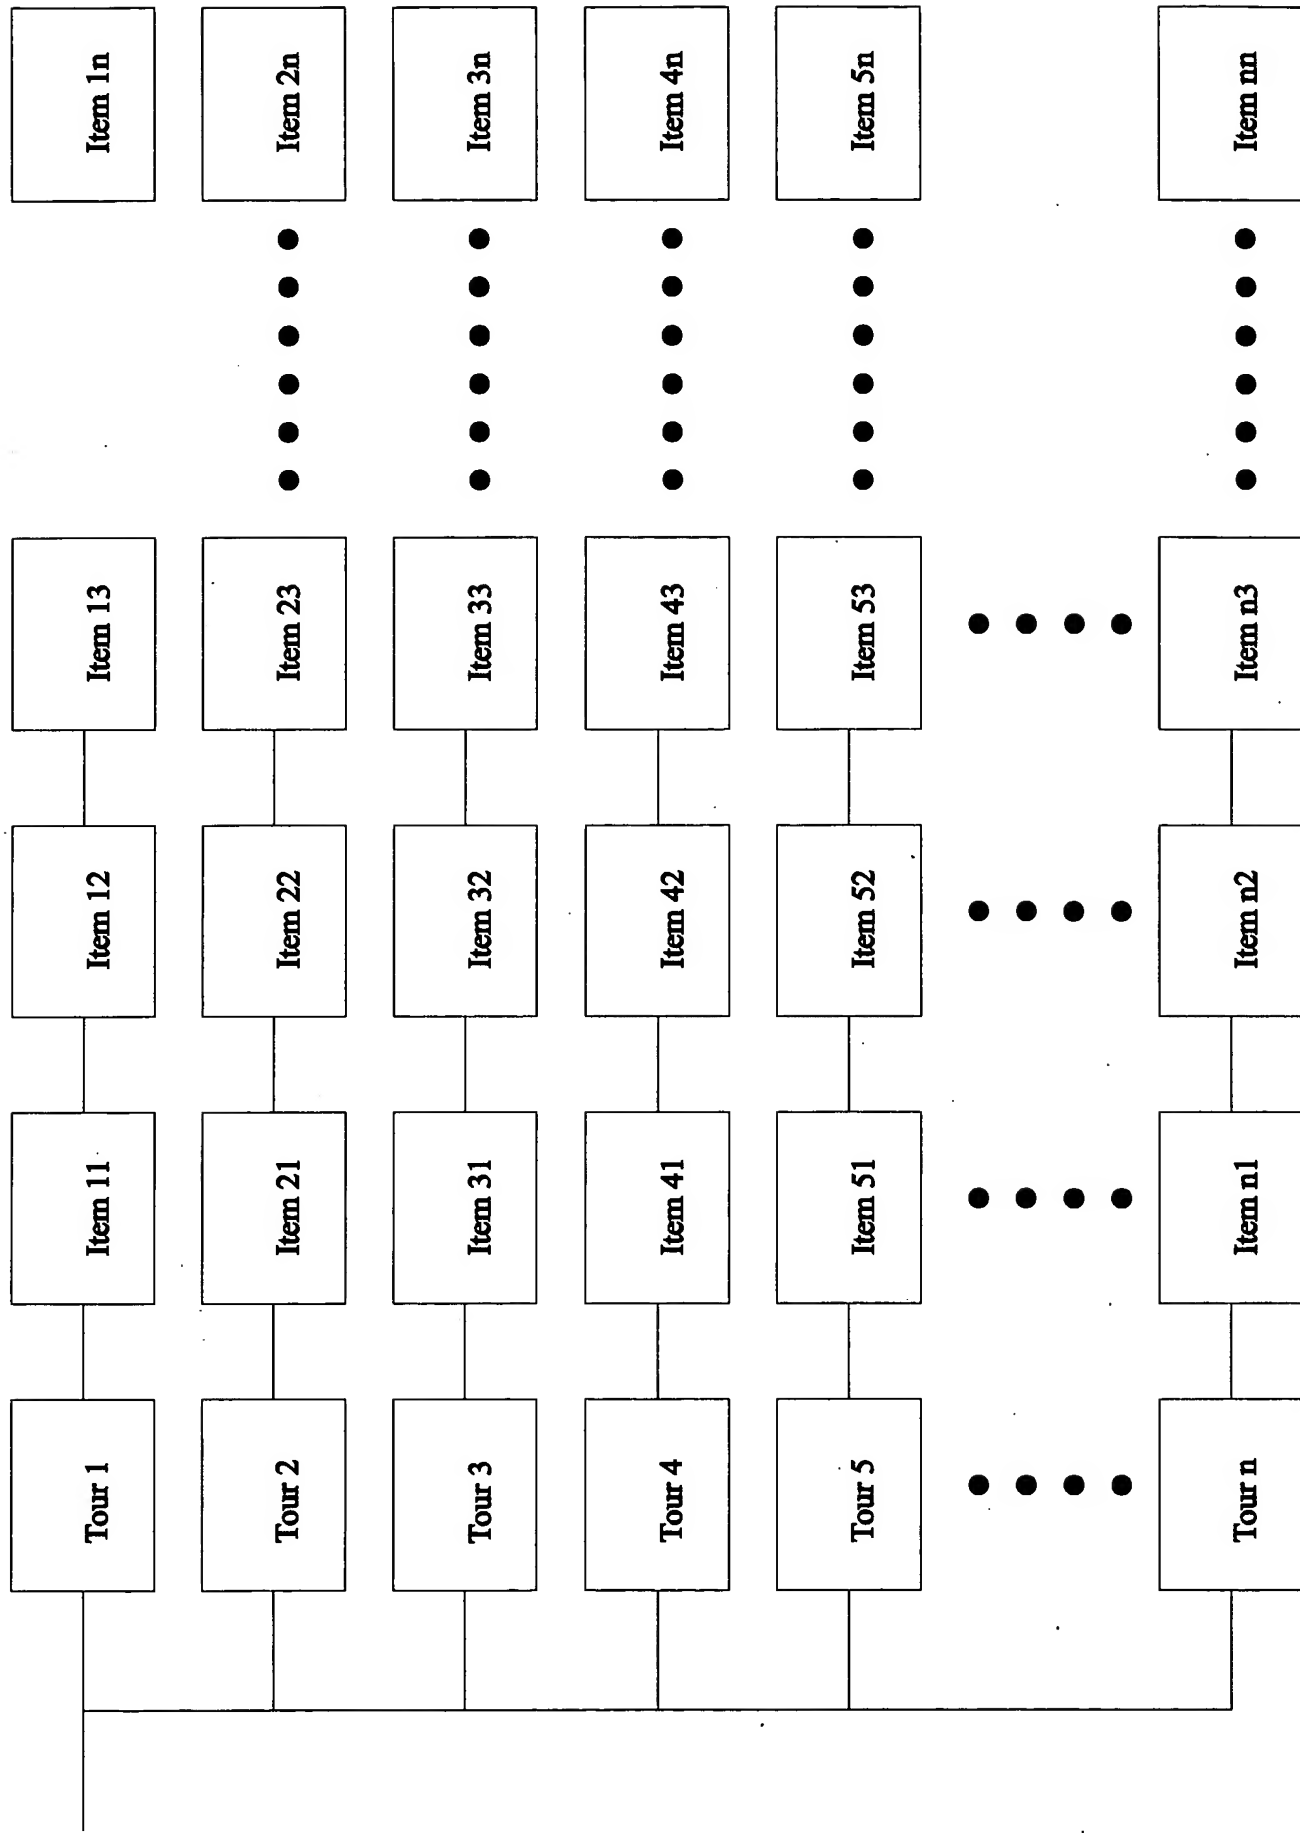 Tour 1
Item 11
Item 12
Item 13
Item 1n
Tour 2
Item 21
Item 22
Item 23
Item 2n
Tour 3
Item 31
Item 32
Item 33
Item 3n
Tour 4
Item 41
Item 42
Item 43
Item 4n
Tour 5
Item 51
Item 52
Item 53
Item 5n
Tour n
Item n1
Item n2
Item n3
Item nn